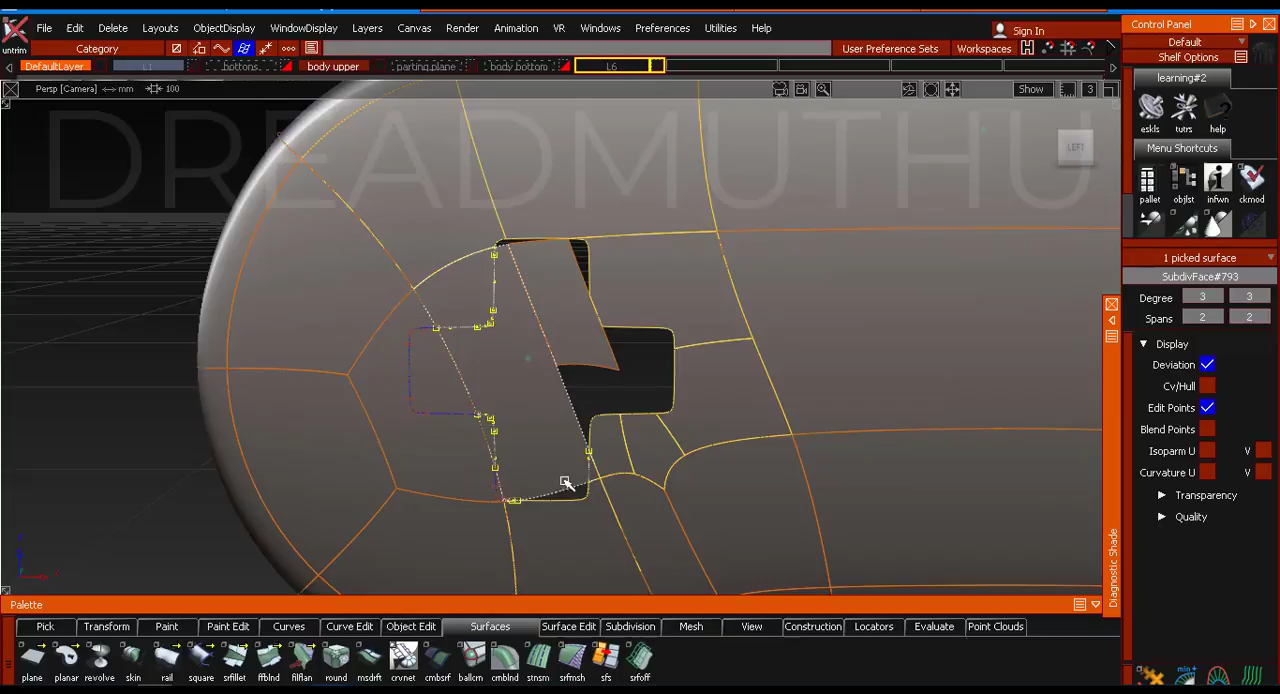 untrim File Edit Delete Layouts ObjectDisplay WindowDisplay Layers Canvas Render Animation VR Windows Preferences Utilities Help Sign In
Category User Preference Sets Workspaces
DefaultLayer L1 bottons parting plane body upper body bottom L6
Persp [Camera] mm 100 Show 3
DREADMUTHU
LEFT
Control Panel
Default
Shelf Options
learning#2
eskls tutrs help
Menu Shortcuts
pallet objlst infwn ckmod
1 picked surface
SubdivFace#793
Degree 3 3
Spans 2 2
Display
Deviation
Cv/Hull
Edit Points
Blend Points
Isoparm U V
Curvature U V
Transparency
Quality
Diagnostic Shade
Palette
Pick Transform Paint Paint Edit Curves Curve Edit Object Edit Surfaces Surface Edit Subdivision Mesh View Construction Locators Evaluate Point Clouds
plane planar revolve skin rail square srfillet ffblnd filflan round msdrft crvnet cmbsrf ballcrn cmblnd stnsrn srfmsh sfs srfoff